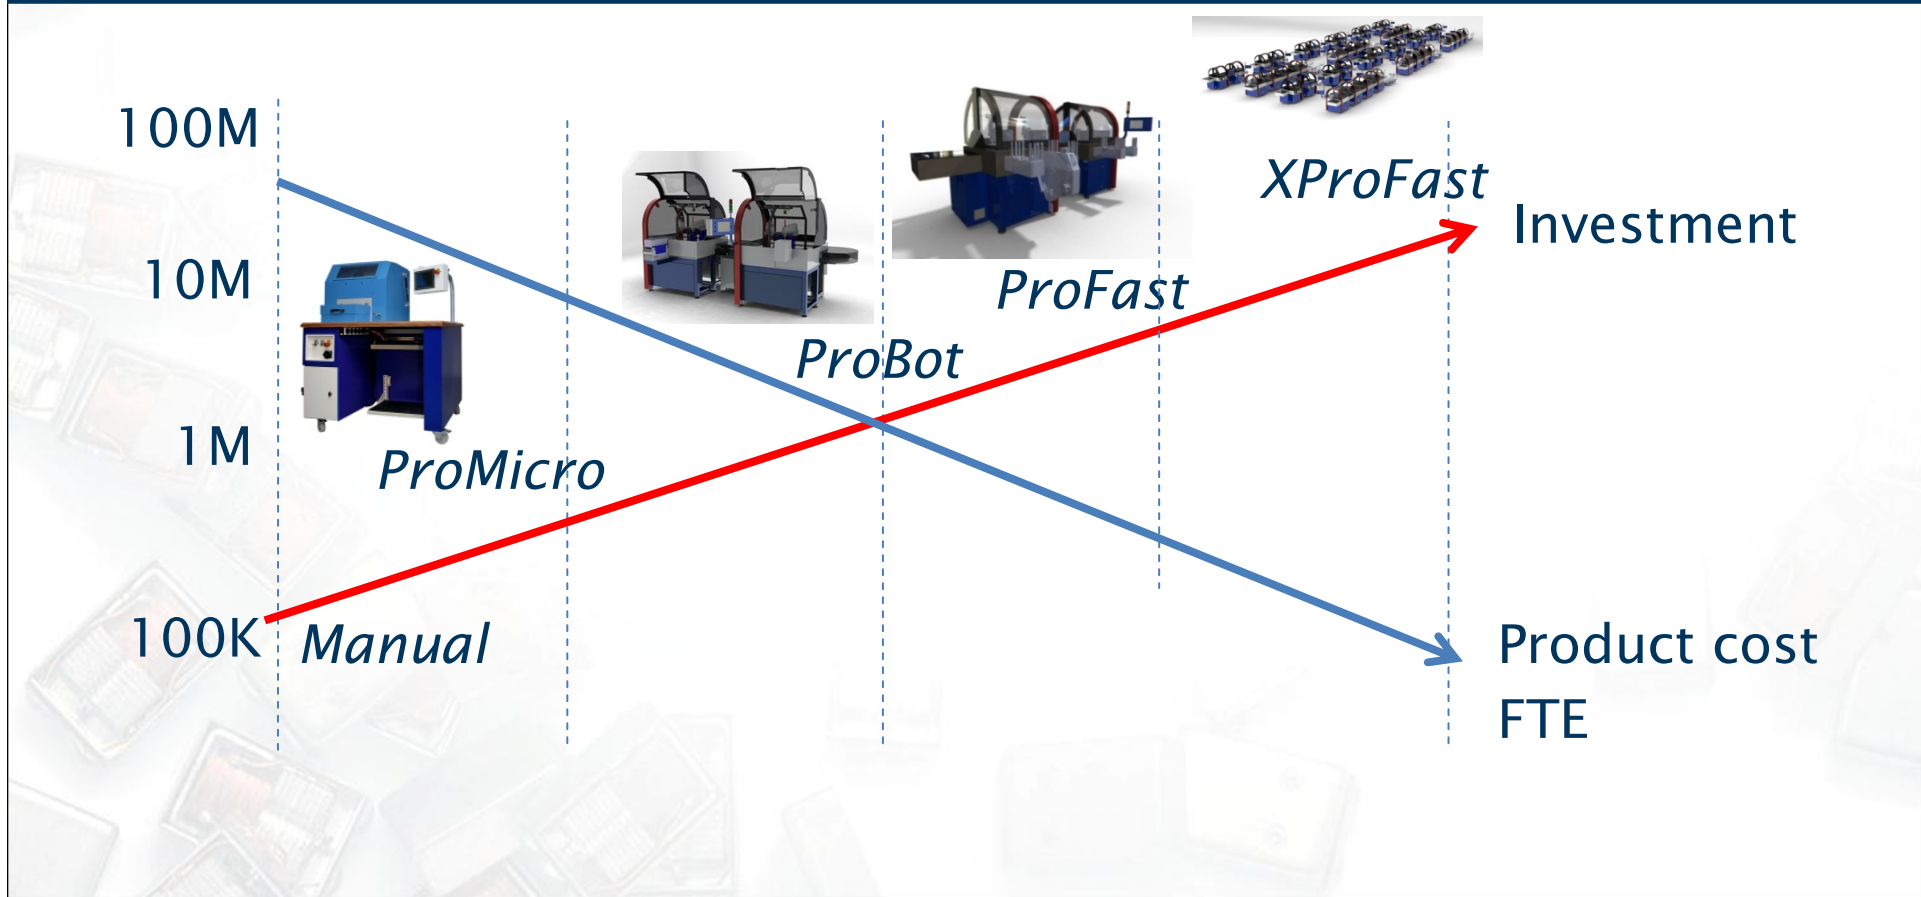 100M
XProFast
Investment
10M
ProFast
ProBot
1M
ProMicro
100K
Manual
Product cost
FTE